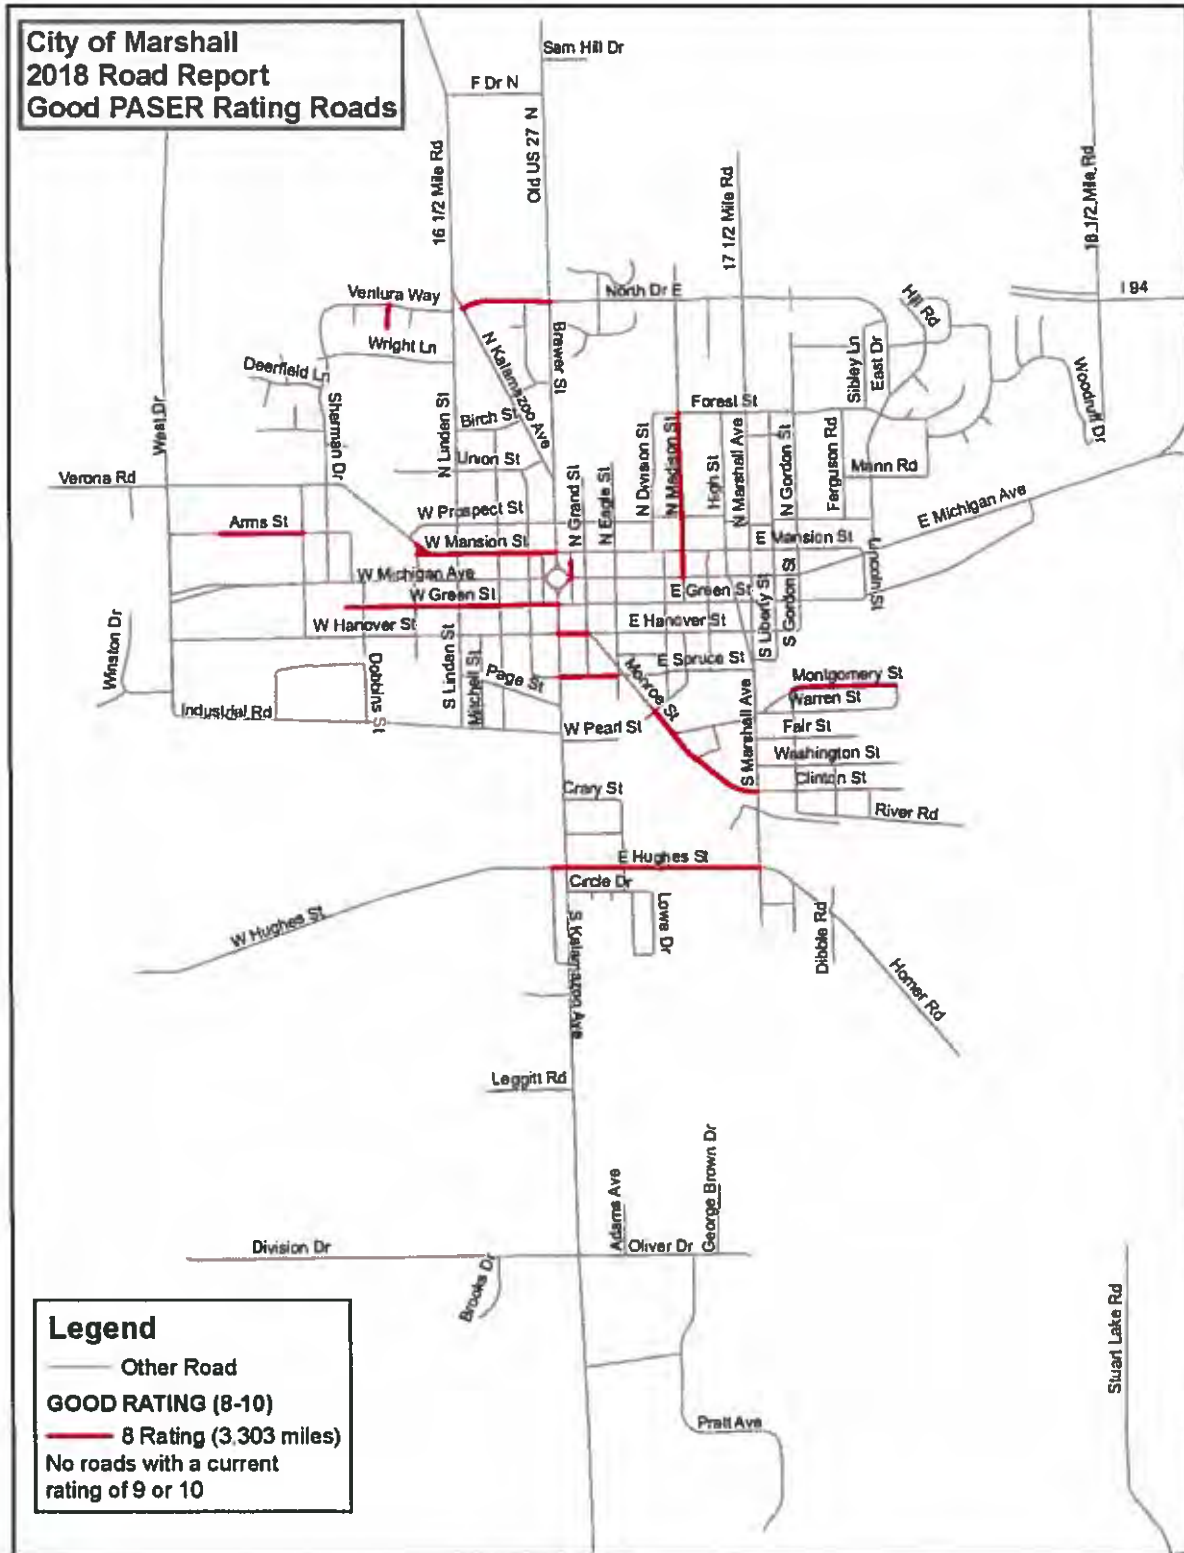 City of Marshall
2018 Road Report
Good PASER Rating Roads
Sam Hill Dr
F Dr N
Old US 27 N
16 1/2 Mile Rd
17 1/2 Mile Rd
18 1/2 Mile Rd
I 94
Ventura Way
North Dr E
Hill Rd
Wright Ln
N Kalamazoo Ave
Brewer St
Sibley Ln
East Dr
Woodruff Dr
Deerfield Ln
Sherman Dr
West Dr
N Linden St
Birch St
Forest St
Union St
N Division St
N Madison St
High St
N Marshall Ave
N Gordon St
Ferguson Rd
Mann Rd
Verona Rd
N Grand St
N Eagle St
W Prospect St
E Michigan Ave
Arms St
W Mansion St
E Mansion St
W Michigan Ave
Lincoln St
W Green St
E Green St
S Liberty St
S Gordon St
W Hanover St
E Hanover St
Winston Dr
Dobbins St
S Linden St
Mitchell St
Page St
E Spruce St
Monroe St
Montgomery St
Warren St
Industrial Rd
W Pearl St
S Marshall Ave
Fair St
Washington St
Clinton St
Crary St
River Rd
E Hughes St
Circle Dr
Lowe Dr
W Hughes St
S Kalamazoo Ave
Dibble Rd
Homer Rd
Leggitt Rd
Adams Ave
George Brown Dr
Division Dr
Oliver Dr
Brooks Dr
Stuart Lake Rd
Pratt Ave
Legend
Other Road
GOOD RATING (8-10)
8 Rating (3.303 miles)
No roads with a current
rating of 9 or 10